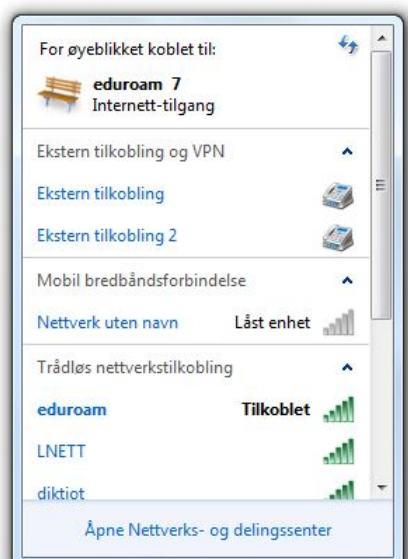 For øyeblikket koblet til:
eduroam 7
Internett-tilgang
Ekstern tilkobling og VPN
Ekstern tilkobling
Ekstern tilkobling 2
Mobil bredbåndsforbindelse
Nettverk uten navn Låst enhet
Trådløs nettverkstilkobling
eduroam Tilkoblet
LNETT
diktiot
Åpne Nettverks- og delingssenter